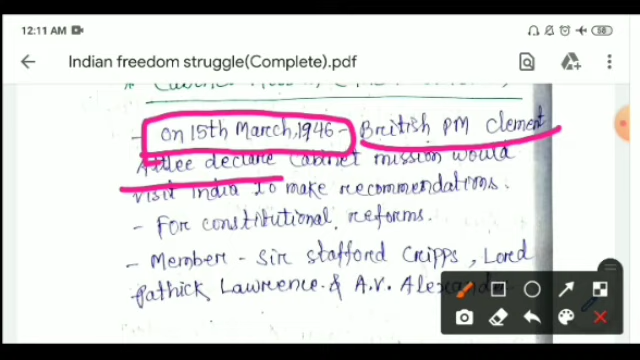 12:11 AM
58
Indian freedom struggle(Complete).pdf
- On 15th March, 1946 - British PM Clement
Attlee declare Cabinet mission would
visit India to make recommendations.
- For constitutional reforms.
- Member - Sir Stafford Cripps, Lord
Pathick Lawrence & A.V. Alexander